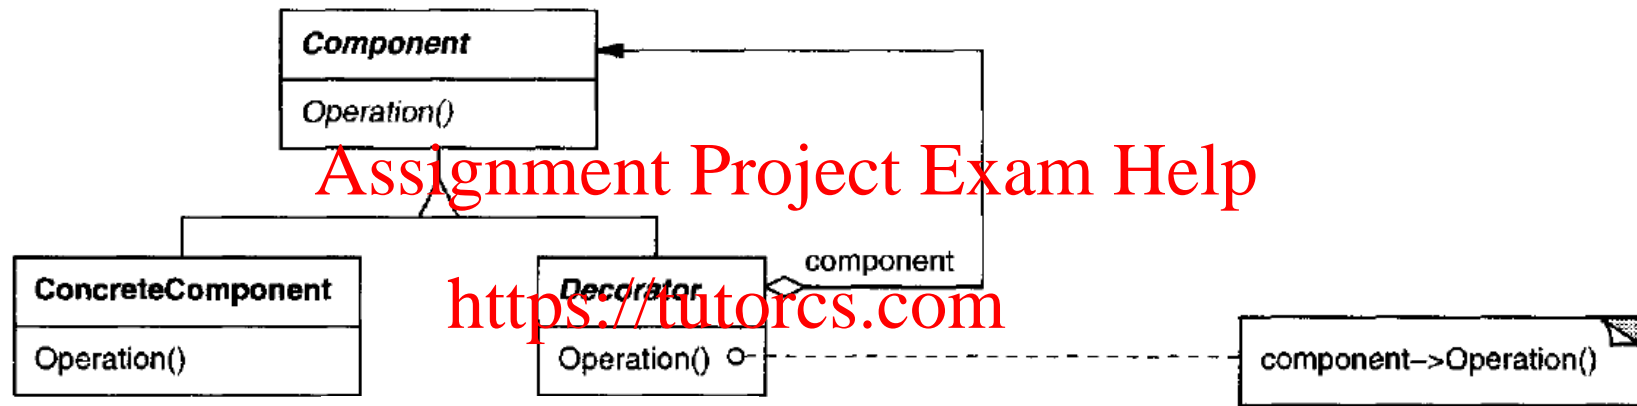 Component
Operation()
Assignment Project Exam Help
component
ConcreteComponent
Decorator
https://tutorcs.com
Operation()
Operation()
component–>Operation()